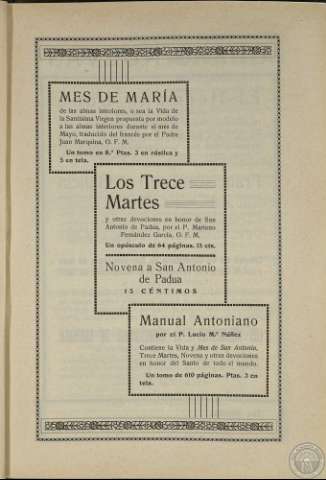 MES DE MARÍA
de las almas interiores, o sea la Vida de
la Santísima Virgen propuesta por modelo
a las almas interiores durante el mes de
Mayo, traducido del francés por el Padre
Juan Marquina, O. F. M.
Un tomo en 8.º Ptas. 3 en rústica y
5 en tela.
Los Trece
Martes
y otras devociones en honor de San
Antonio de Padua, por el P. Mariano
Fernández García, O. F. M.
Un opúsculo de 64 páginas. 15 cts.
Novena a San Antonio
de Padua
15 CÉNTIMOS
Manual Antoniano
por el P. Lucio M.ª Núñez
Contiene la Vida y Mes de San Antonio,
Trece Martes, Novena y otras devociones
en honor del Santo de todo el mundo.
Un tomo de 610 páginas. Ptas. 3 en
tela.